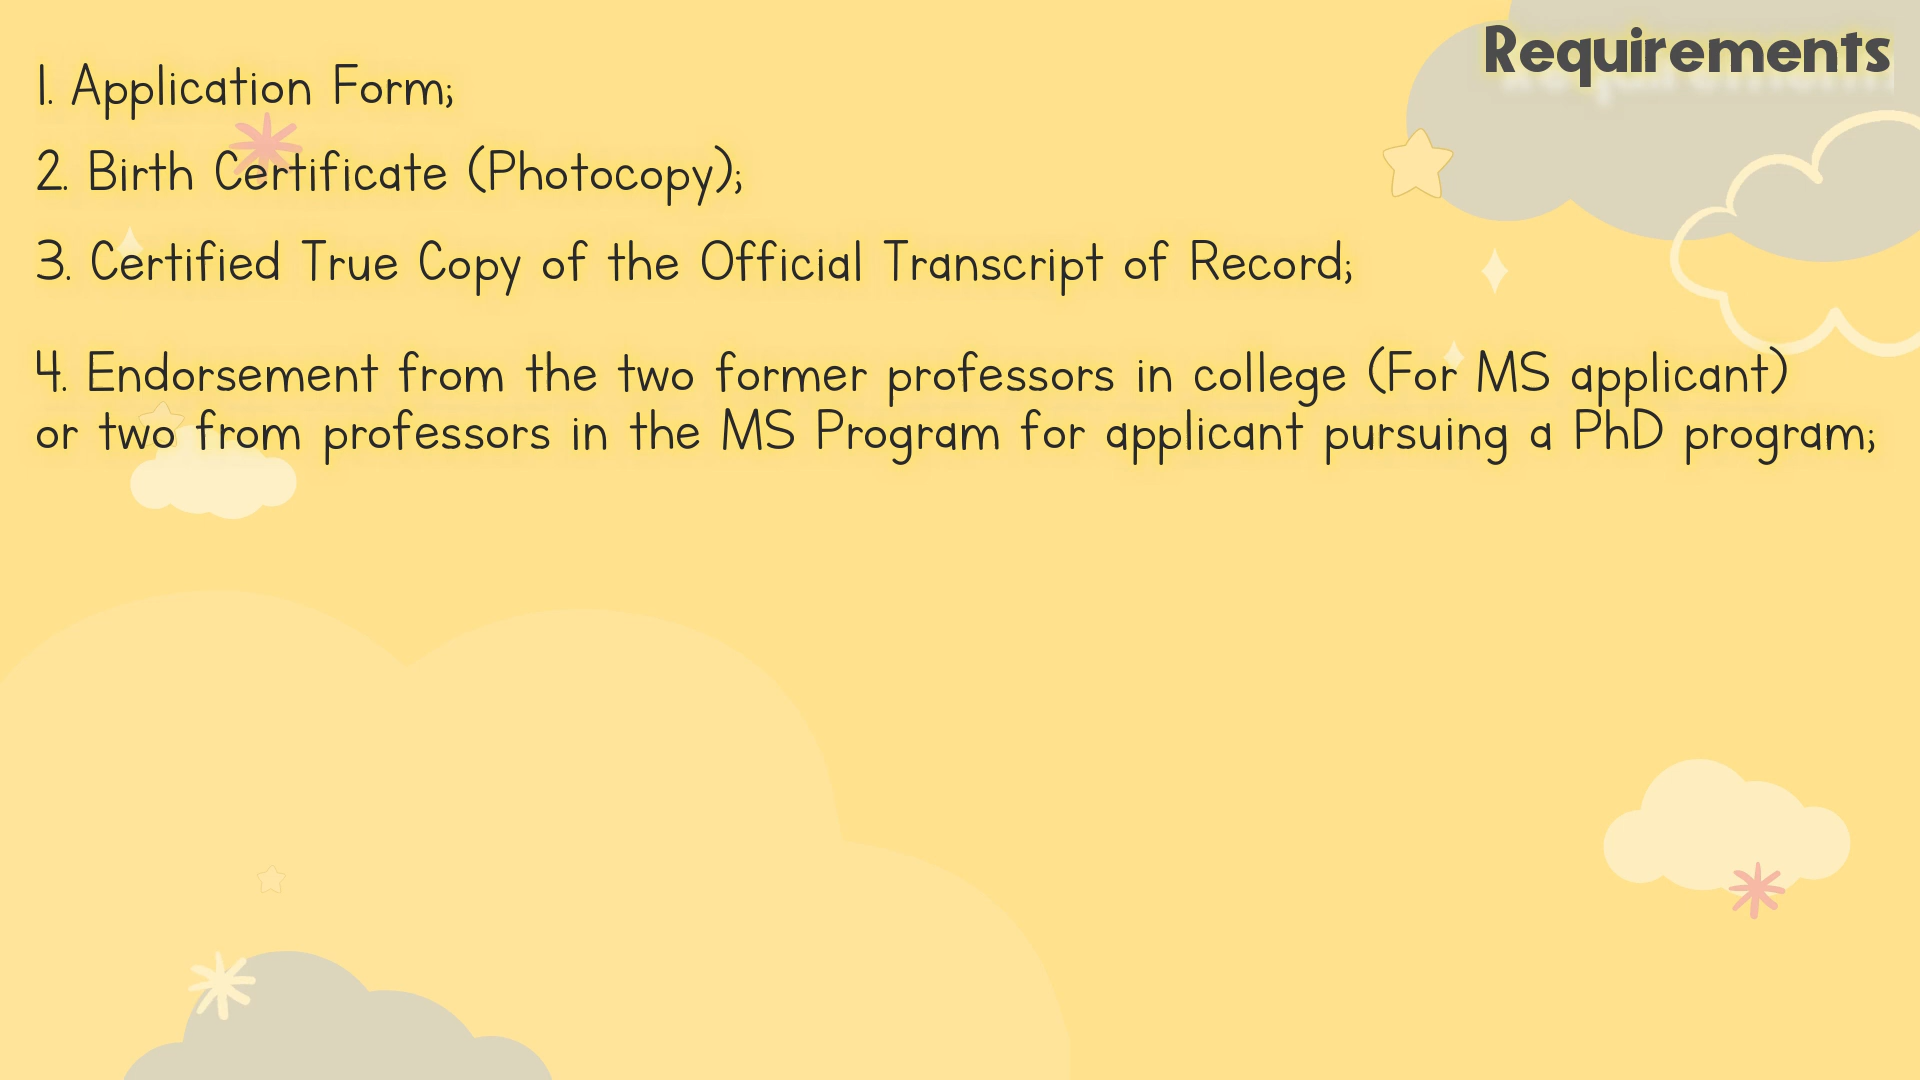 Requirements
1. Application Form;
2. Birth Certificate (Photocopy);
3. Certified True Copy of the Official Transcript of Record;
4. Endorsement from the two former professors in college (For MS applicant)
or two from professors in the MS Program for applicant pursuing a PhD program;